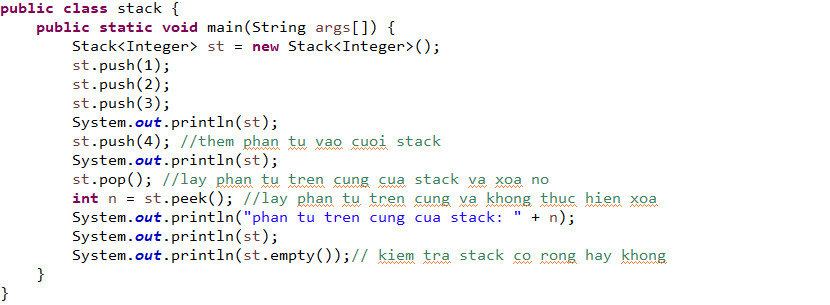 public class stack {
    public static void main(String args[]) {
        Stack<Integer> st = new Stack<Integer>();
        st.push(1);
        st.push(2);
        st.push(3);
        System.out.println(st);
        st.push(4); //them phan tu vao cuoi stack
        System.out.println(st);
        st.pop(); //lay phan tu tren cung cua stack va xoa no
        int n = st.peek(); //lay phan tu tren cung va khong thuc hien xoa
        System.out.println("phan tu tren cung cua stack: " + n);
        System.out.println(st);
        System.out.println(st.empty());// kiem tra stack co rong hay khong
    }
}